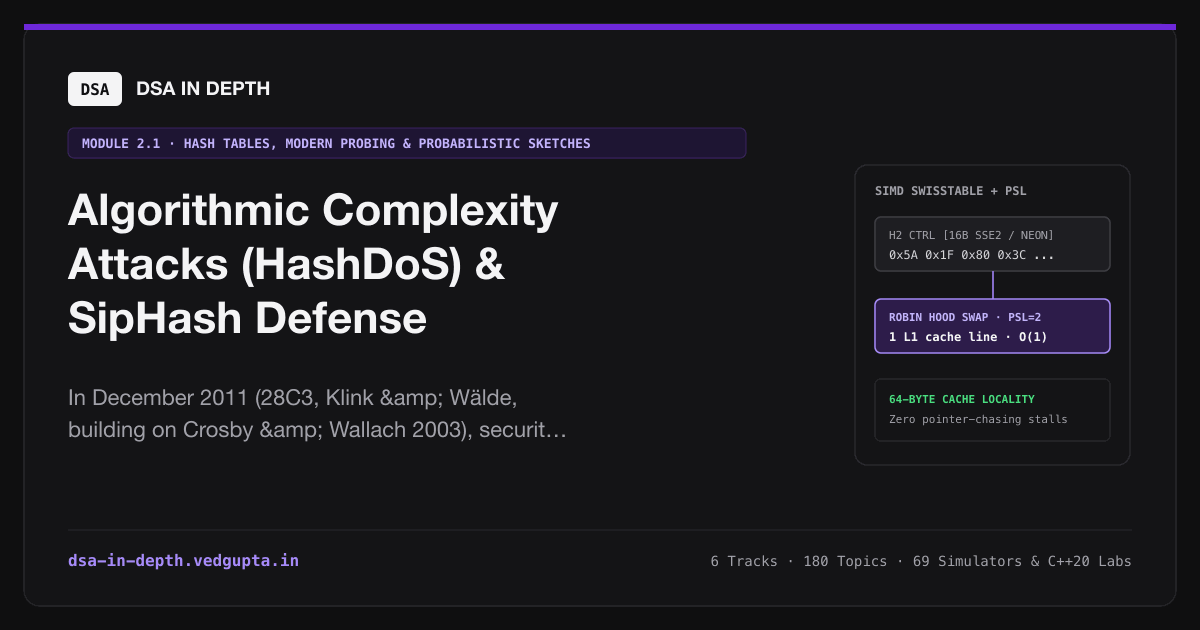 DSA
DSA IN DEPTH
MODULE 2.1 · HASH TABLES, MODERN PROBING & PROBABILISTIC SKETCHES
Algorithmic Complexity
Attacks (HashDoS) &
SipHash Defense
In December 2011 (28C3, Klink &amp; Wälde,
building on Crosby &amp; Wallach 2003), securit…
SIMD SWISSTABLE + PSL
H2 CTRL [16B SSE2 / NEON]
0x5A 0x1F 0x80 0x3C ...
ROBIN HOOD SWAP · PSL=2
1 L1 cache line · O(1)
64-BYTE CACHE LOCALITY
Zero pointer-chasing stalls
dsa-in-depth.vedgupta.in
6 Tracks · 180 Topics · 69 Simulators & C++20 Labs